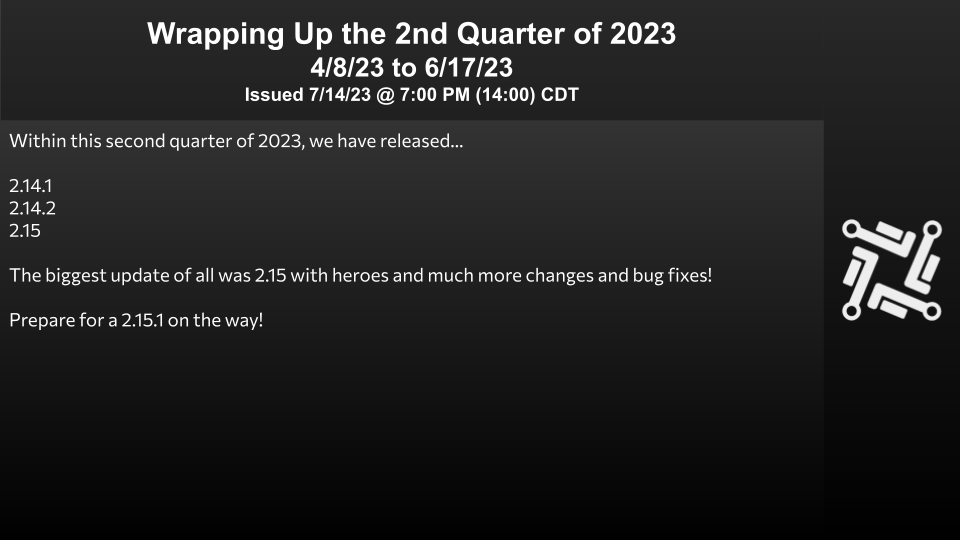 Wrapping Up the 2nd Quarter of 2023
4/8/23 to 6/17/23
Issued 7/14/23 @ 7:00 PM (14:00) CDT
Within this second quarter of 2023, we have released...
2.14.1
2.14.2
2.15
The biggest update of all was 2.15 with heroes and much more changes and bug fixes!
Prepare for a 2.15.1 on the way!